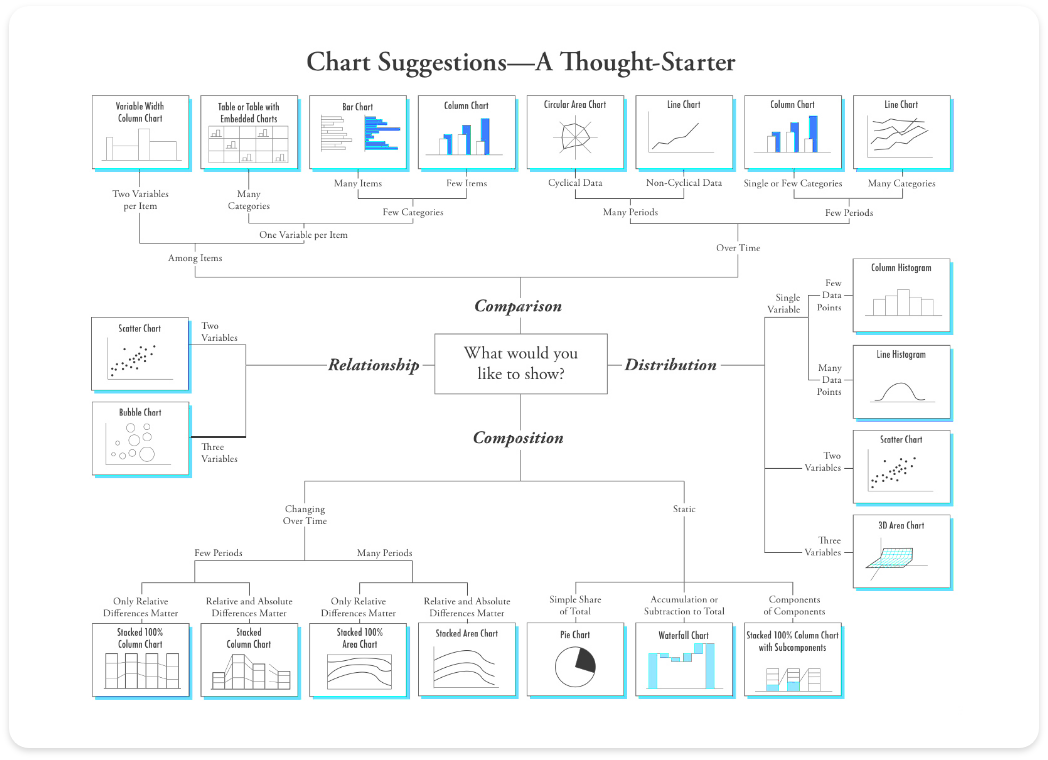 Chart Suggestions—A Thought-Starter
Variable Width
Column Chart
Table or Table with
Embedded Charts
Bar Chart
Column Chart
Circular Area Chart
Line Chart
Column Chart
Line Chart
Two Variables
per Item
Many
Categories
Many Items
Few Items
Cyclical Data
Non-Cyclical Data
Single or Few Categories
Many Categories
Few Categories
Many Periods
Few Periods
One Variable per Item
Among Items
Over Time
Comparison
Scatter Chart
Two
Variables
Bubble Chart
Three
Variables
Relationship
What would you
like to show?
Distribution
Single
Variable
Few
Data
Points
Column Histogram
Many
Data
Points
Line Histogram
Two
Variables
Scatter Chart
Three
Variables
3D Area Chart
Composition
Changing
Over Time
Static
Few Periods
Many Periods
Only Relative
Differences Matter
Relative and Absolute
Differences Matter
Only Relative
Differences Matter
Relative and Absolute
Differences Matter
Simple Share
of Total
Accumulation or
Subtraction to Total
Components
of Components
Stacked 100%
Column Chart
Stacked
Column Chart
Stacked 100%
Area Chart
Stacked Area Chart
Pie Chart
Waterfall Chart
Stacked 100% Column Chart
with Subcomponents